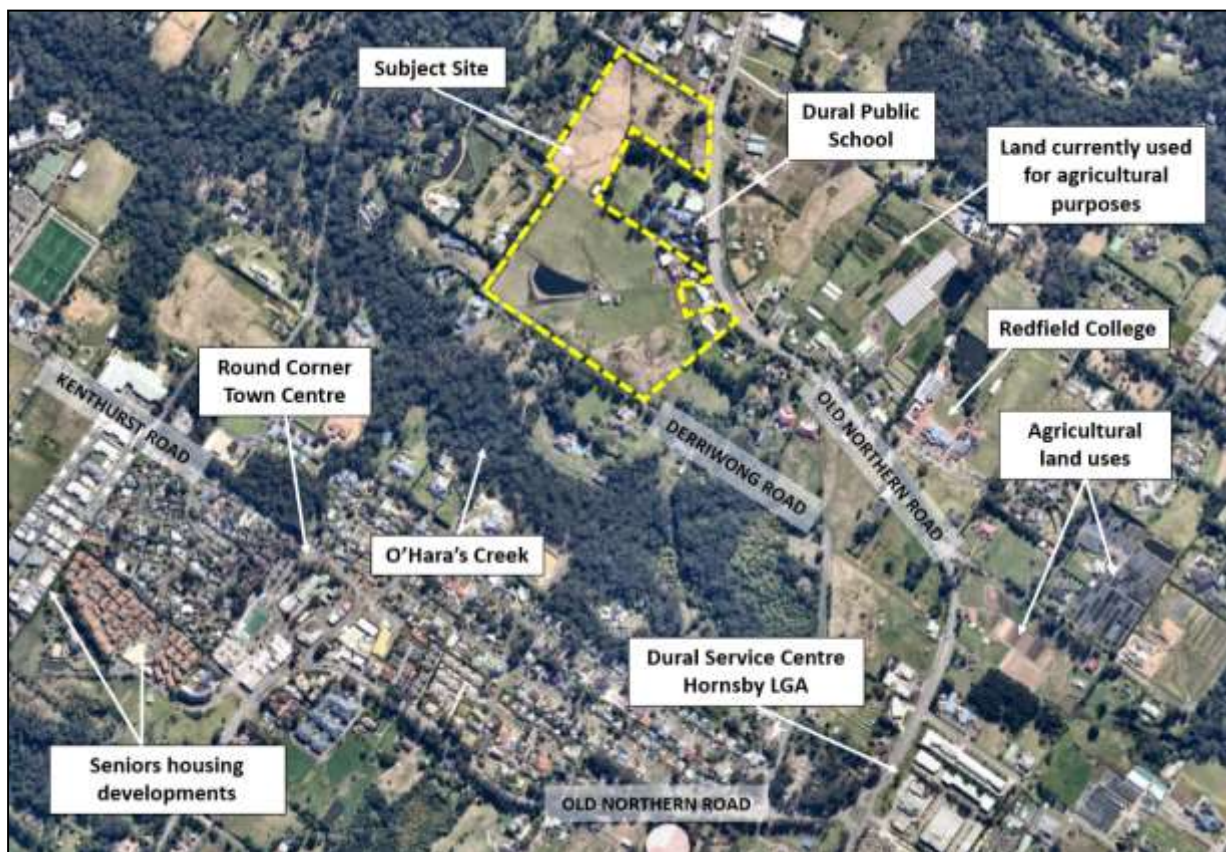 Subject Site
Dural Public
School
Land currently used
for agricultural
purposes
Redfield College
Round Corner
Town Centre
KENTHURST ROAD
OLD NORTHERN ROAD
Agricultural
land uses
DERRIWONG ROAD
O'Hara's Creek
Dural Service Centre
Hornsby LGA
Seniors housing
developments
OLD NORTHERN ROAD